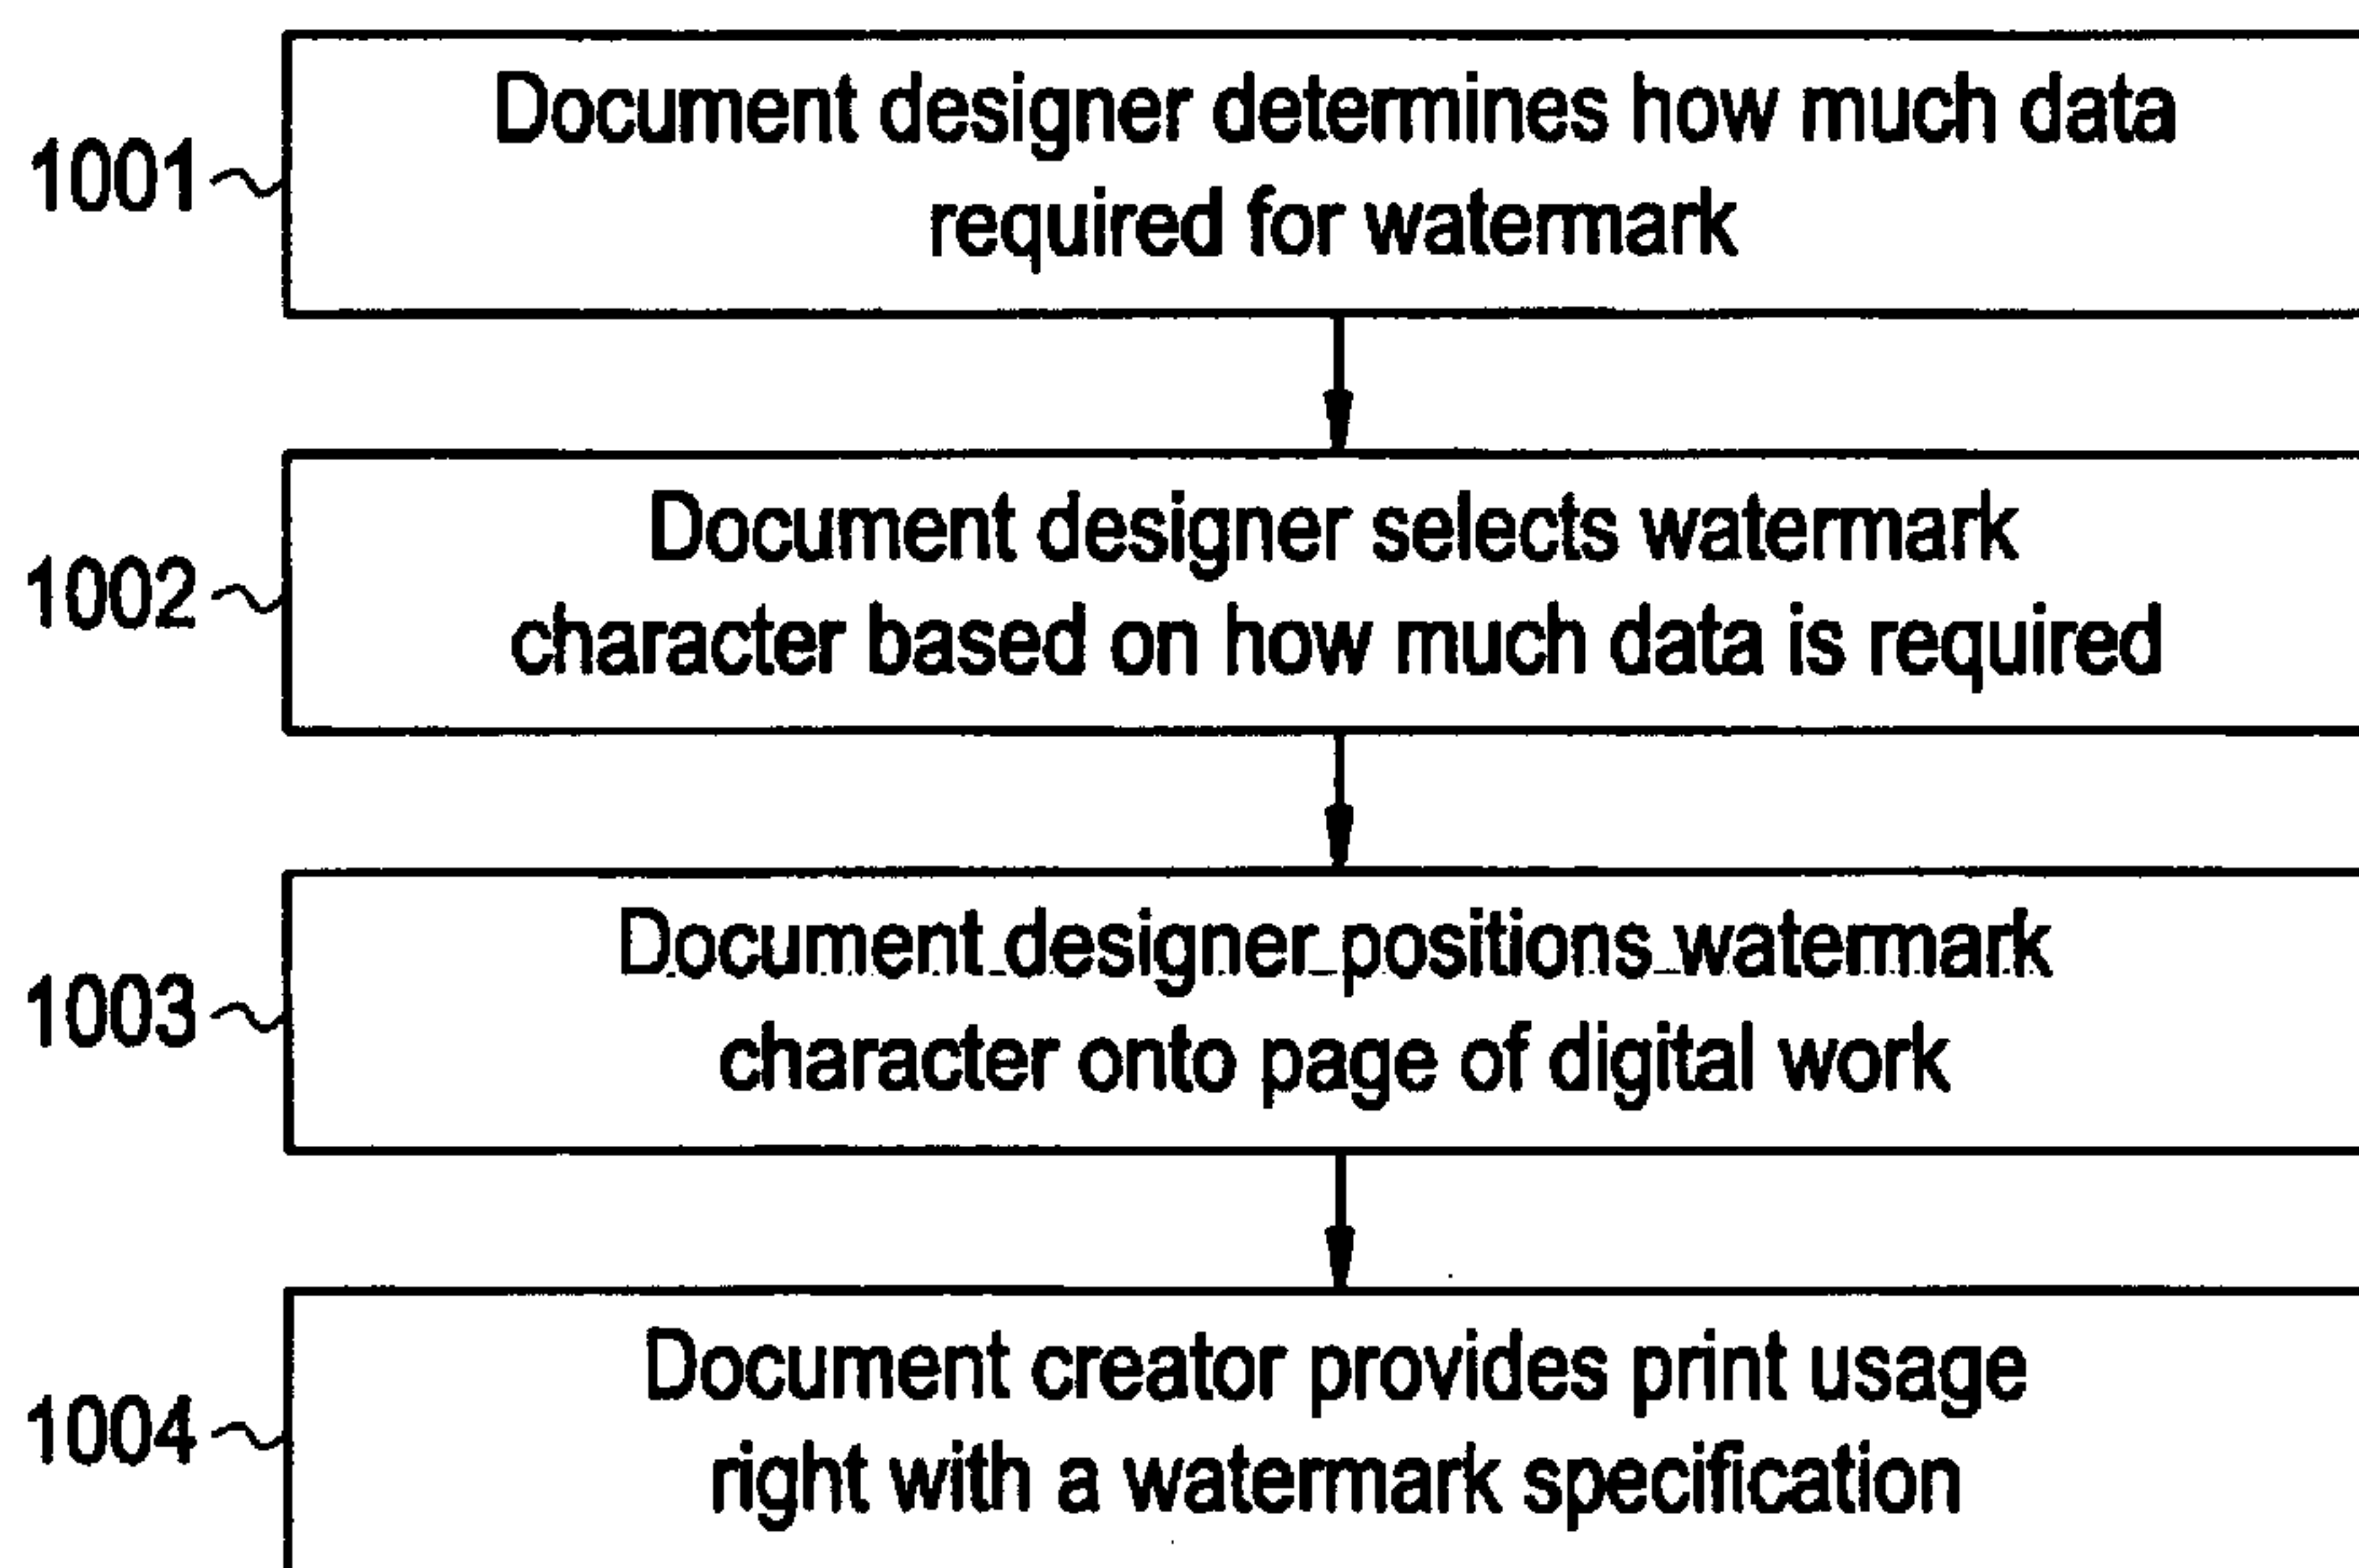 Document designer determines how much data
1001
required for watermark
Document designer selects watermark
1002
character based on how much data is required
Document designer positions watermark
1003
character onto page of digital work
Document creator provides print usage
1004
right with a watermark specification